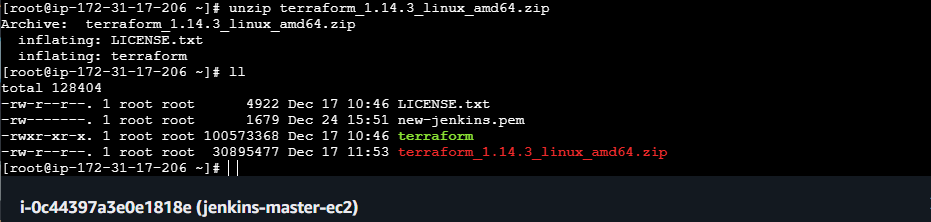 [root@ip-172-31-17-206 ~]# unzip terraform_1.14.3_linux_amd64.zip
Archive:  terraform_1.14.3_linux_amd64.zip
  inflating: LICENSE.txt
  inflating: terraform
[root@ip-172-31-17-206 ~]# ll
total 128404
-rw-r--r--. 1 root root      4922 Dec 17 10:46 LICENSE.txt
-rw-------. 1 root root      1679 Dec 24 15:51 new-jenkins.pem
-rwxr-xr-x. 1 root root 100573368 Dec 17 10:46 terraform
-rw-r--r--. 1 root root  30895477 Dec 17 11:53 terraform_1.14.3_linux_amd64.zip
[root@ip-172-31-17-206 ~]#
i-0c44397a3e0e1818e (jenkins-master-ec2)